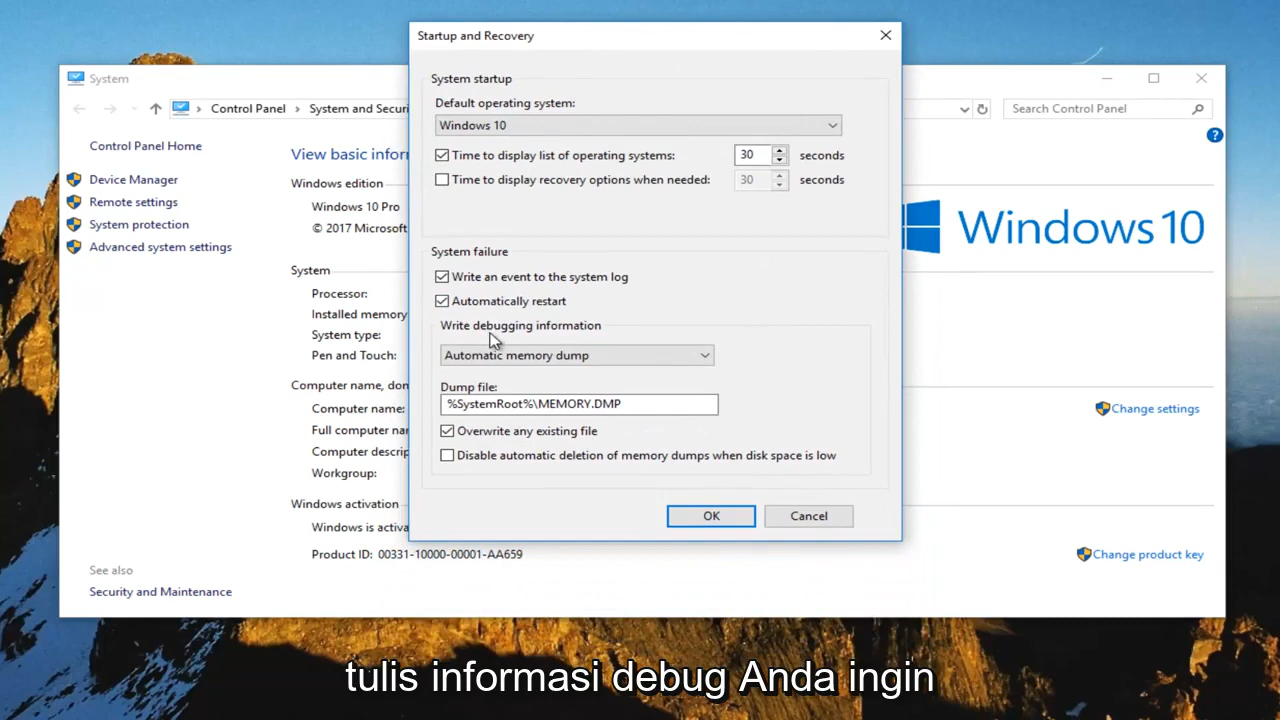 Startup and Recovery
System startup
Default operating system:
Windows 10
Time to display list of operating systems:
30
seconds
Time to display recovery options when needed:
30
seconds
System failure
Write an event to the system log
Automatically restart
Write debugging information
Automatic memory dump
Dump file:
%SystemRoot%\MEMORY.DMP
Overwrite any existing file
Disable automatic deletion of memory dumps when disk space is low
OK
Cancel
System
Control Panel
System and Securi
Search Control Panel
Control Panel Home
Device Manager
Remote settings
System protection
Advanced system settings
See also
Security and Maintenance
View basic infor
Windows edition
Windows 10 Pro
© 2017 Microsoft
Windows 10
System
Processor:
Installed memory
System type:
Pen and Touch:
Computer name, dom
Computer name:
Full computer name
Computer descrip
Workgroup:
Change settings
Windows activation
Windows is activa
Product ID: 00331-10000-00001-AA659
Change product key
tulis informasi debug Anda ingin